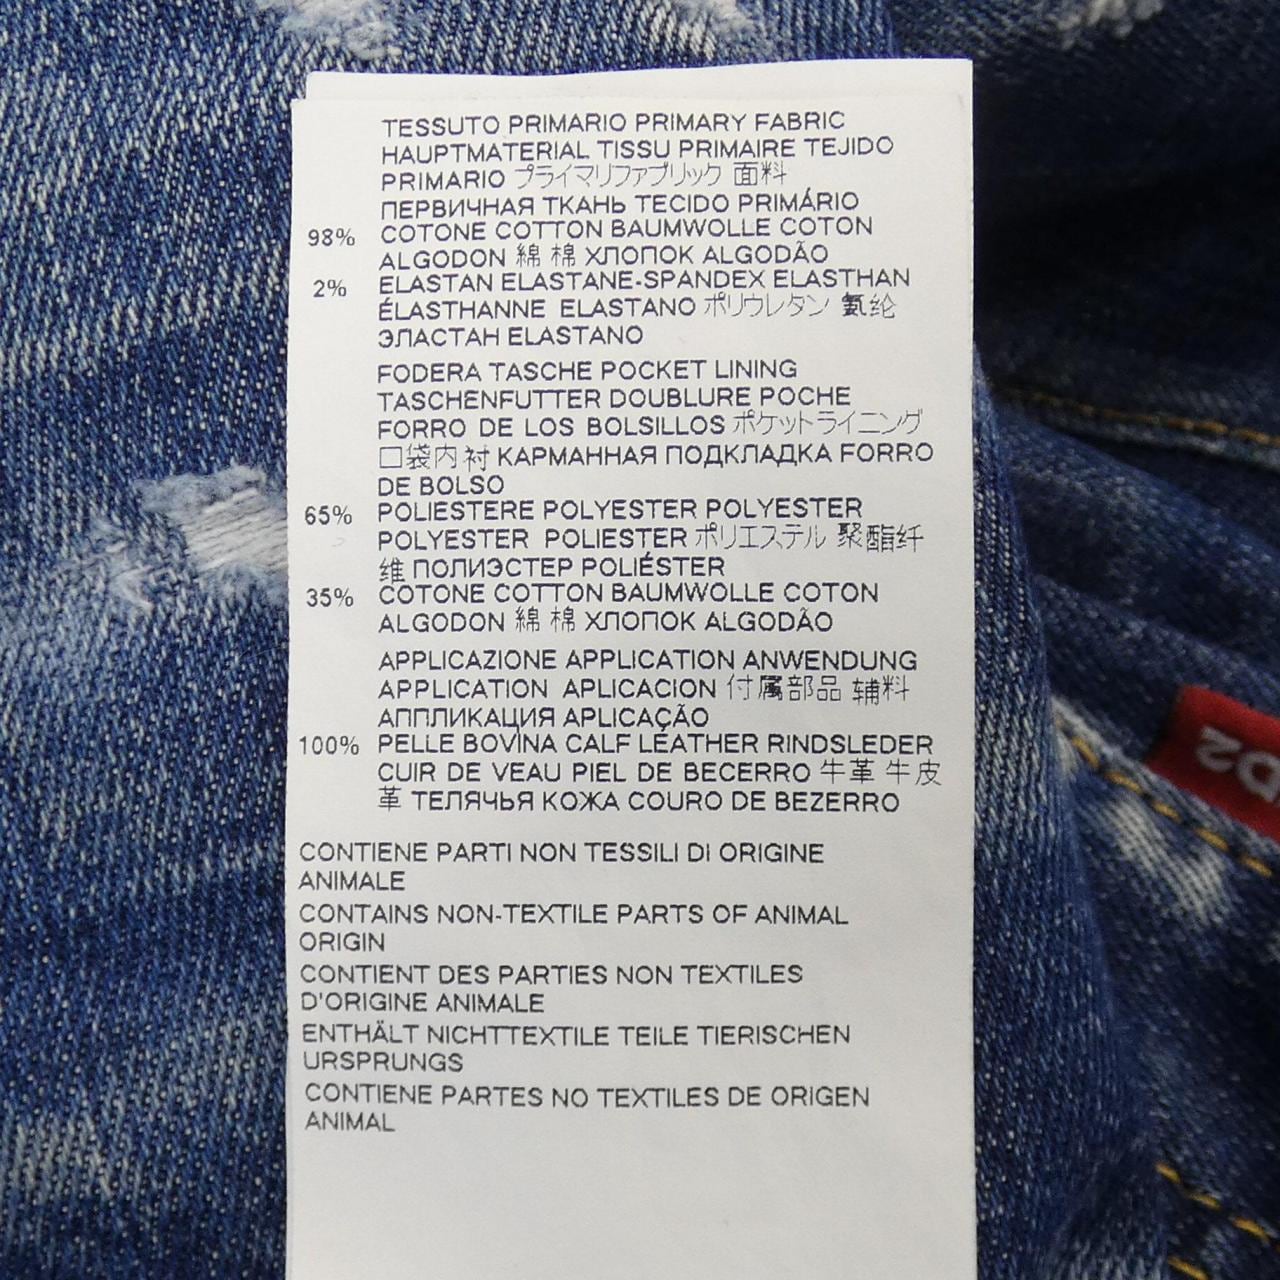 TESSUTO PRIMARIO PRIMARY FABRIC
HAUPTMATERIAL TISSU PRIMAIRE TEJIDO
PRIMARIO プライマリファブリック 面料
ПЕРВИЧНАЯ ТКАНЬ TECIDO PRIMÁRIO
98% COTONE COTTON BAUMWOLLE COTON
ALGODON 綿 棉 ХЛОПОК ALGODÃO
2% ELASTAN ELASTANE-SPANDEX ELASTHAN
ÉLASTHANNE ELASTANO ポリウレタン 氨纶
ЭЛАСТАН ELASTANO
FODERA TASCHE POCKET LINING
TASCHENFUTTER DOUBLURE POCHE
FORRO DE LOS BOLSILLOS ポケットライニング
口袋内衬 КАРМАННАЯ ПОДКЛАДКА FORRO
DE BOLSO
65% POLIESTERE POLYESTER POLYESTER
POLYESTER POLIESTER ポリエステル 聚酯纤
维 ПОЛИЭСТЕР POLIÉSTER
35% COTONE COTTON BAUMWOLLE COTON
ALGODON 綿 棉 ХЛОПОК ALGODÃO
APPLICAZIONE APPLICATION ANWENDUNG
APPLICATION APLICACION 付属部品 辅料
АППЛИКАЦИЯ APLICAÇÃO
100% PELLE BOVINA CALF LEATHER RINDSLEDER
CUIR DE VEAU PIEL DE BECERRO 牛革 牛皮
革 ТЕЛЯЧЬЯ КОЖА COURO DE BEZERRO
CONTIENE PARTI NON TESSILI DI ORIGINE
ANIMALE
CONTAINS NON-TEXTILE PARTS OF ANIMAL
ORIGIN
CONTIENT DES PARTIES NON TEXTILES
D'ORIGINE ANIMALE
ENTHÄLT NICHTTEXTILE TEILE TIERISCHEN
URSPRUNGS
CONTIENE PARTES NO TEXTILES DE ORIGEN
ANIMAL
D2